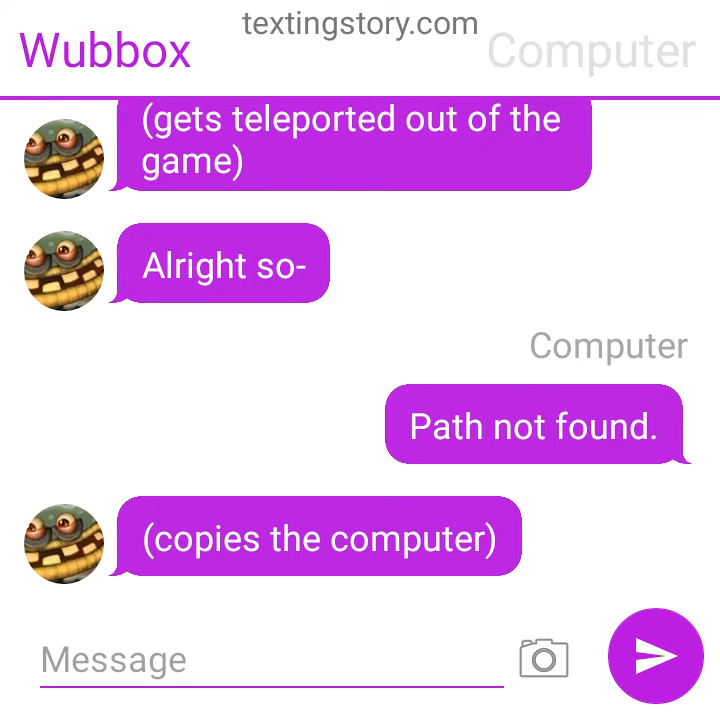 textingstory.com
Wubbox
Computer
(gets teleported out of the
game)
Alright so-
Computer
Path not found.
(copies the computer)
Message